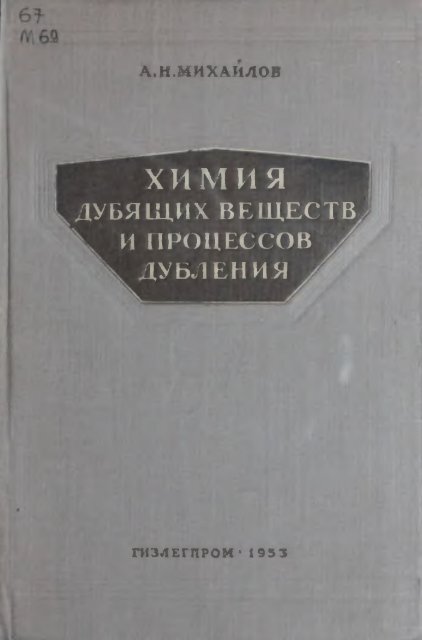 67
М 69
А.Н.МИХАЙЛОВ
ХИМИЯ
ДУБЯЩИХ ВЕЩЕСТВ
И ПРОЦЕССОВ
ДУБЛЕНИЯ
ГИЗЛЕГПРОМ · 1953